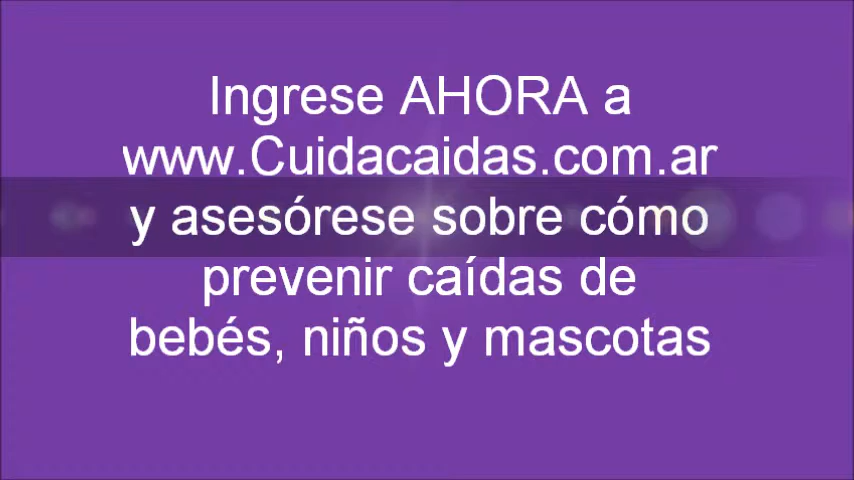 Ingrese AHORA a
www.Cuidacaidas.com.ar
y asesórese sobre cómo
prevenir caídas de
bebés, niños y mascotas